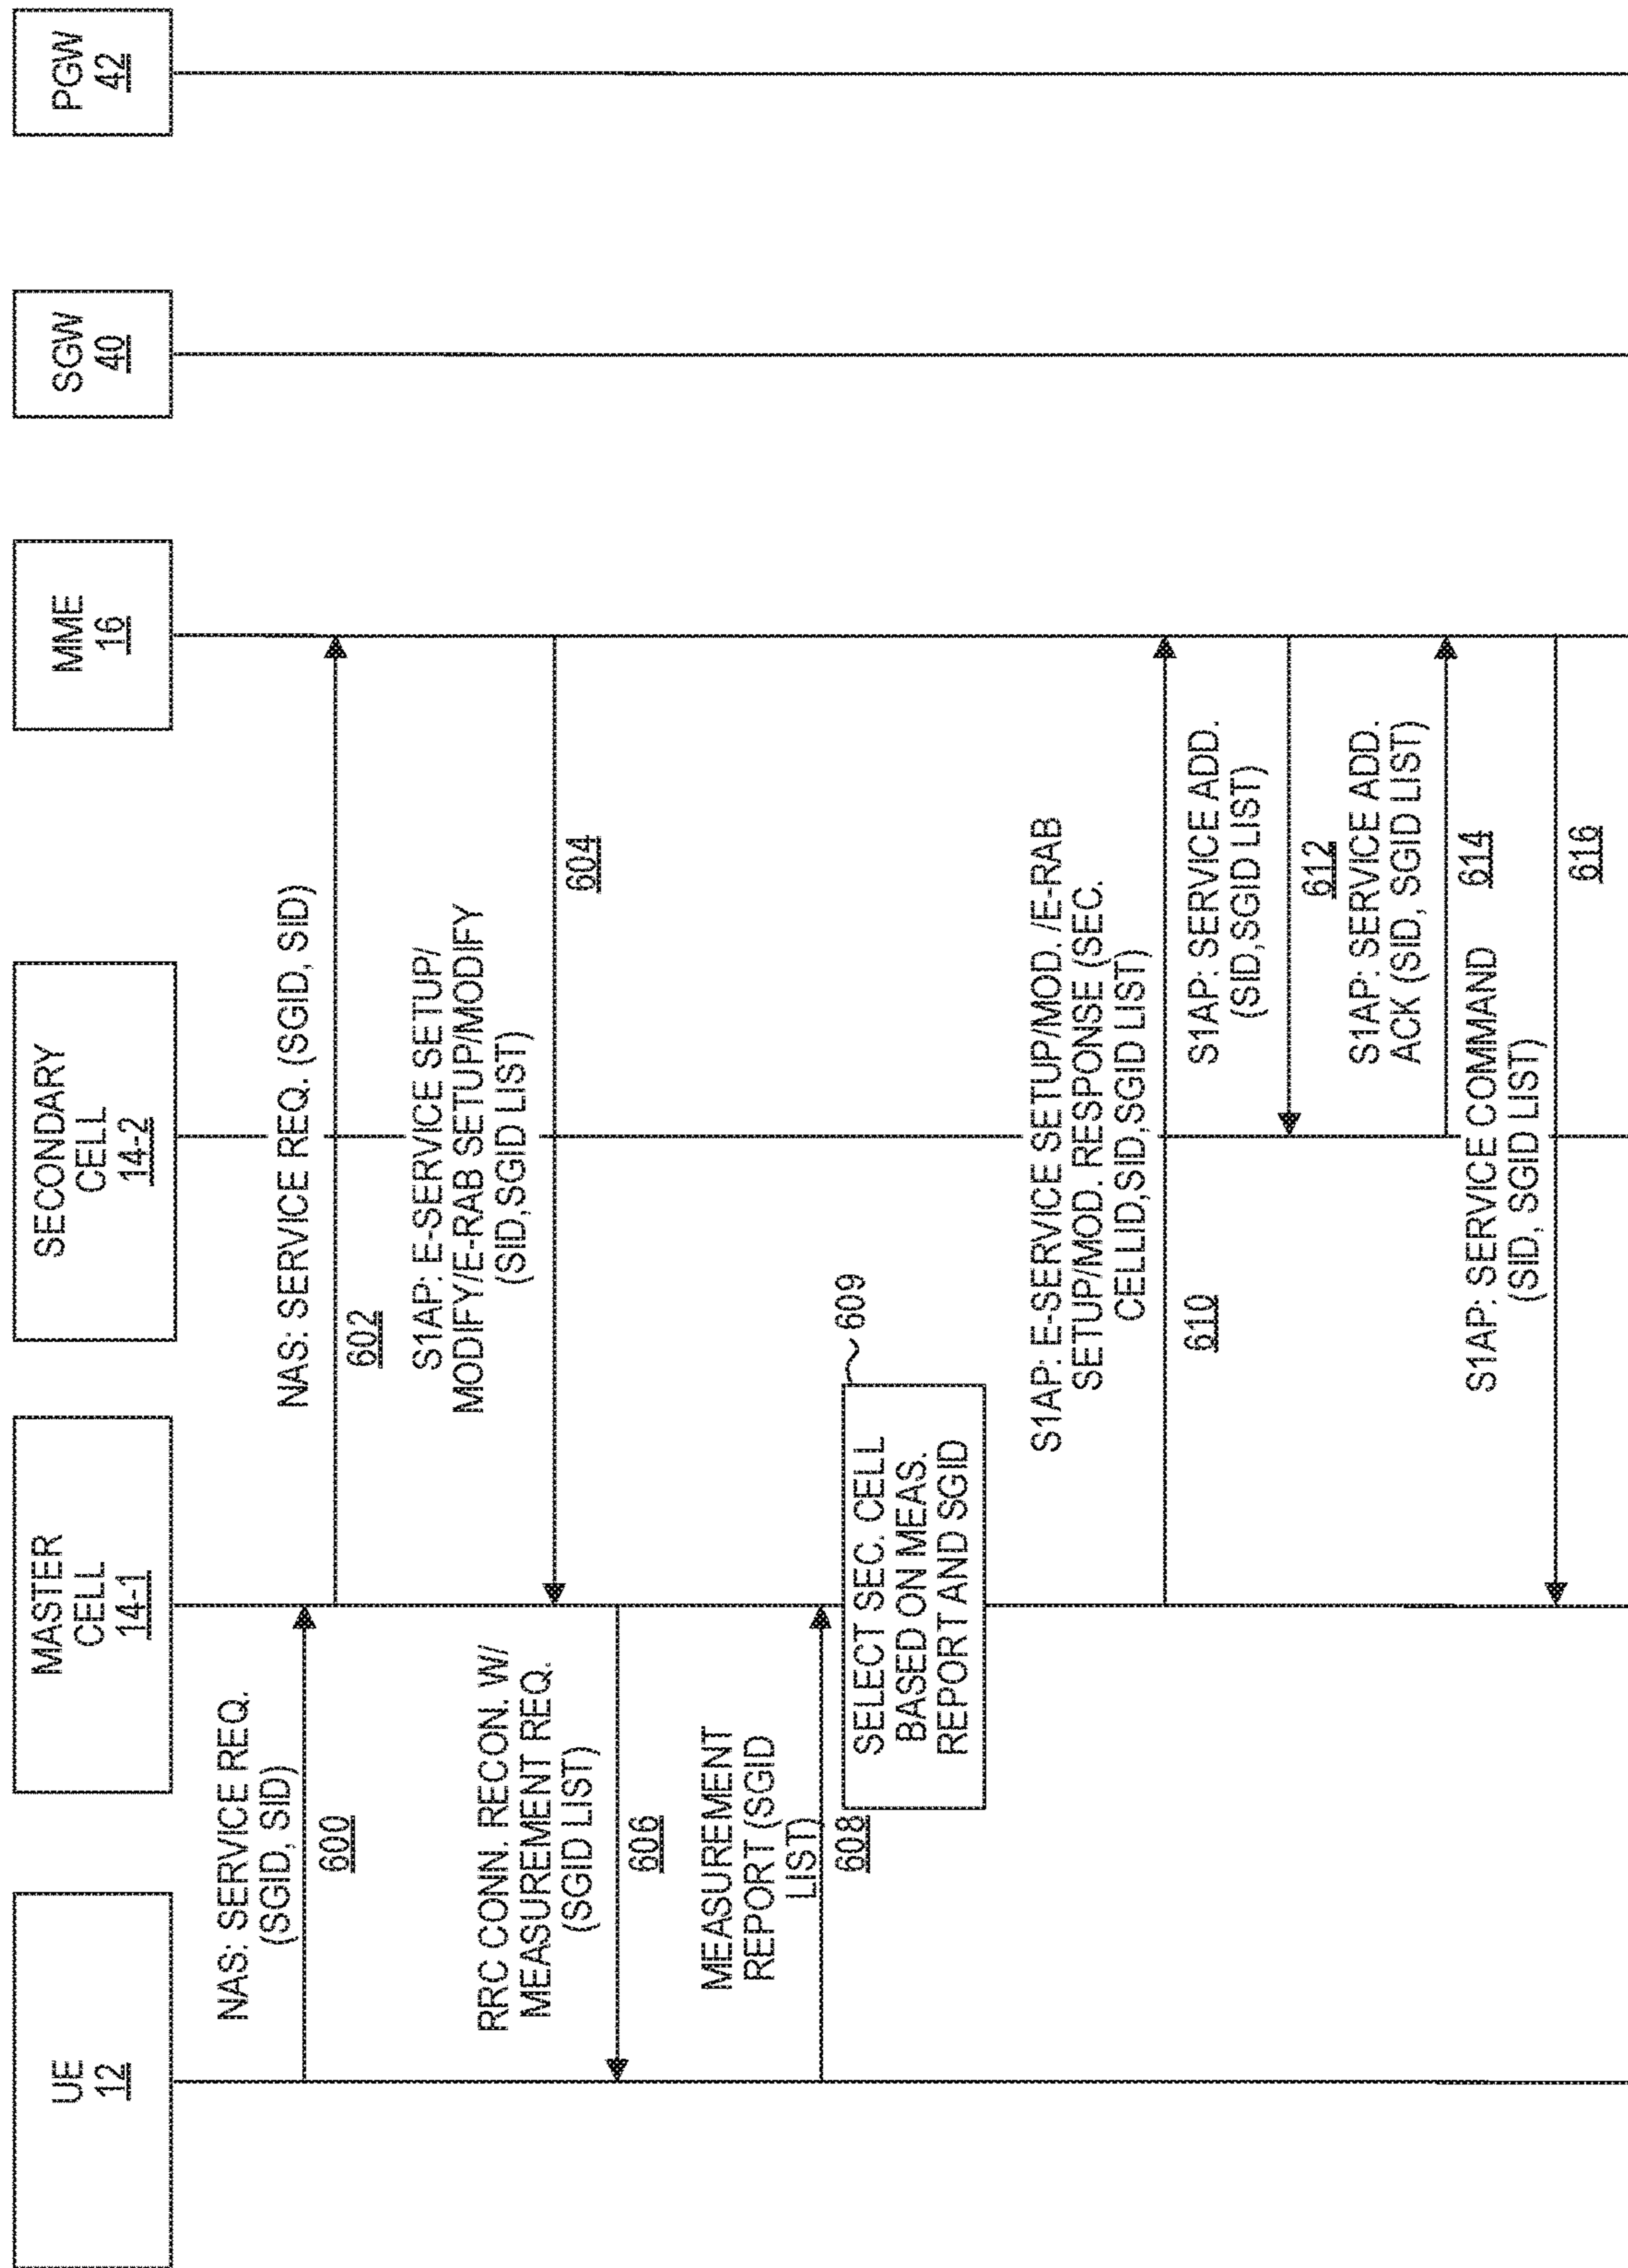 UE
12
MASTER
CELL
14-1
SECONDARY
CELL
14-2
MME
16
SGW
40
PGW
42
NAS: SERVICE REQ.
(SGID, SID)
600
NAS: SERVICE REQ. (SGID, SID)
602
S1AP: E-SERVICE SETUP/
MODIFY/E-RAB SETUP/MODIFY
(SID,SGID LIST)
604
RRC CONN. RECON. W/
MEASUREMENT REQ.
(SGID LIST)
606
MEASUREMENT
REPORT (SGID
LIST)
608
SELECT SEC. CELL
BASED ON MEAS.
REPORT AND SGID
609
S1AP: E-SERVICE SETUP/MOD. /E-RAB
SETUP/MOD. RESPONSE (SEC.
CELLID,SID,SGID LIST)
610
S1AP: SERVICE ADD.
(SID,SGID LIST)
612
S1AP: SERVICE ADD.
ACK (SID, SGID LIST)
614
S1AP: SERVICE COMMAND
(SID, SGID LIST)
616